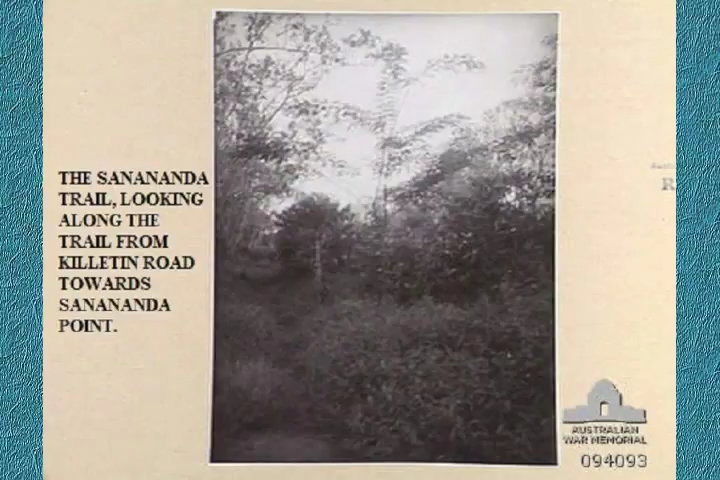 THE SANANANDA
TRAIL, LOOKING
ALONG THE
TRAIL FROM
KILLETIN ROAD
TOWARDS
SANANANDA
POINT.
AUSTRALIAN
WAR MEMORIAL
094093